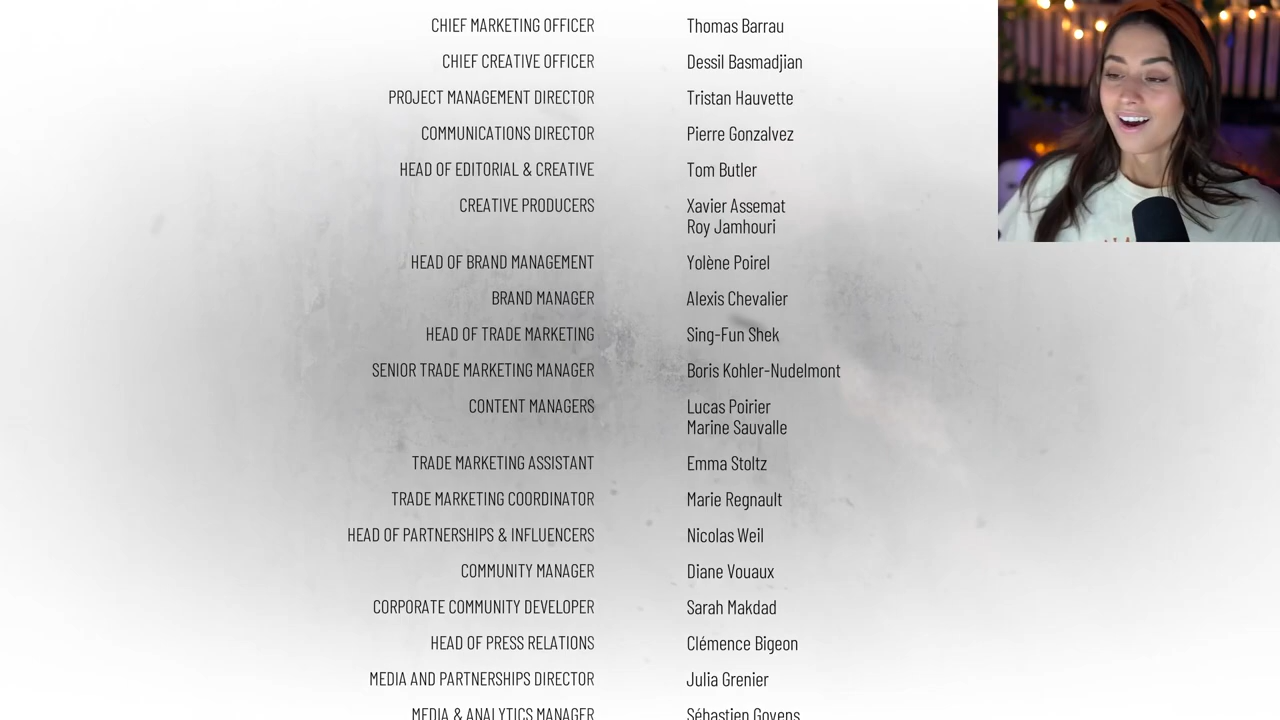 CHIEF MARKETING OFFICER Thomas Barrau
CHIEF CREATIVE OFFICER Dessil Basmadjian
PROJECT MANAGEMENT DIRECTOR Tristan Hauvette
COMMUNICATIONS DIRECTOR Pierre Gonzalvez
HEAD OF EDITORIAL & CREATIVE Tom Butler
CREATIVE PRODUCERS Xavier Assemat
Roy Jamhouri
HEAD OF BRAND MANAGEMENT Yolène Poirel
BRAND MANAGER Alexis Chevalier
HEAD OF TRADE MARKETING Sing-Fun Shek
SENIOR TRADE MARKETING MANAGER Boris Kohler-Nudelmont
CONTENT MANAGERS Lucas Poirier
Marine Sauvalle
TRADE MARKETING ASSISTANT Emma Stoltz
TRADE MARKETING COORDINATOR Marie Regnault
HEAD OF PARTNERSHIPS & INFLUENCERS Nicolas Weil
COMMUNITY MANAGER Diane Vouaux
CORPORATE COMMUNITY DEVELOPER Sarah Makdad
HEAD OF PRESS RELATIONS Clémence Bigeon
MEDIA AND PARTNERSHIPS DIRECTOR Julia Grenier
MEDIA & ANALYTICS MANAGER Sébastien